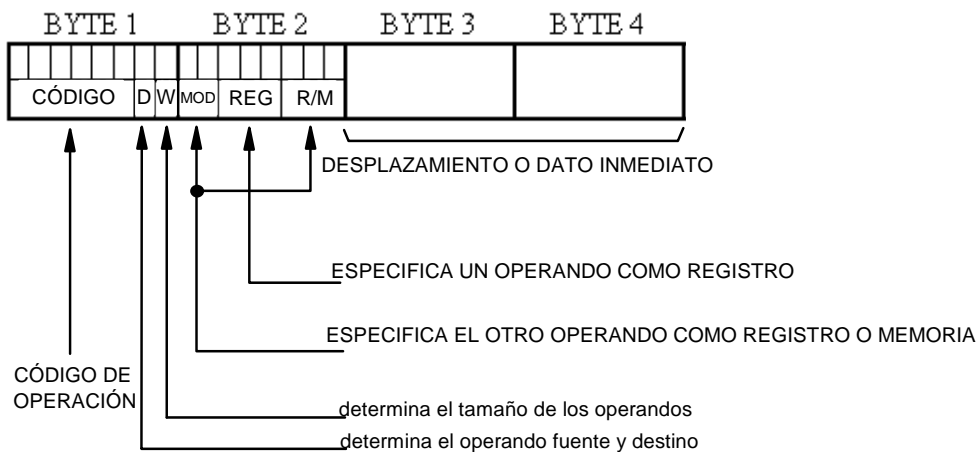 BYTE 1 BYTE 2 BYTE 3 BYTE 4
CÓDIGO D W MOD REG R/M
DESPLAZAMIENTO O DATO INMEDIATO
ESPECIFICA UN OPERANDO COMO REGISTRO
ESPECIFICA EL OTRO OPERANDO COMO REGISTRO O MEMORIA
CÓDIGO DE
OPERACIÓN
determina el tamaño de los operandos
determina el operando fuente y destino